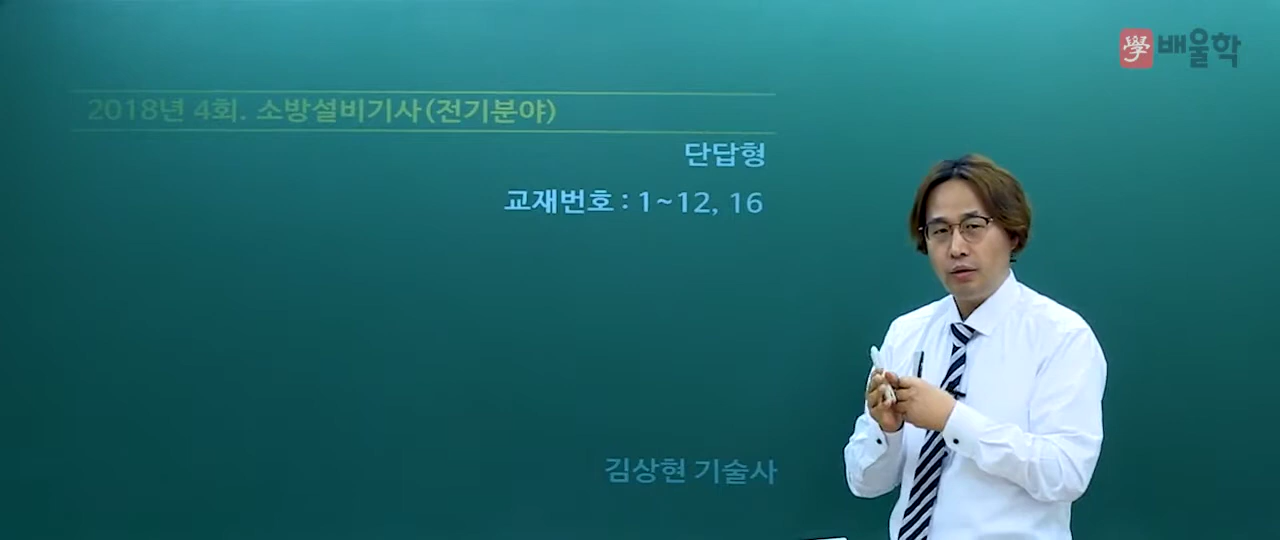 學 배울학
2018년 4회. 소방설비기사(전기분야)
단답형
교재번호 : 1~12, 16
김상현 기술사